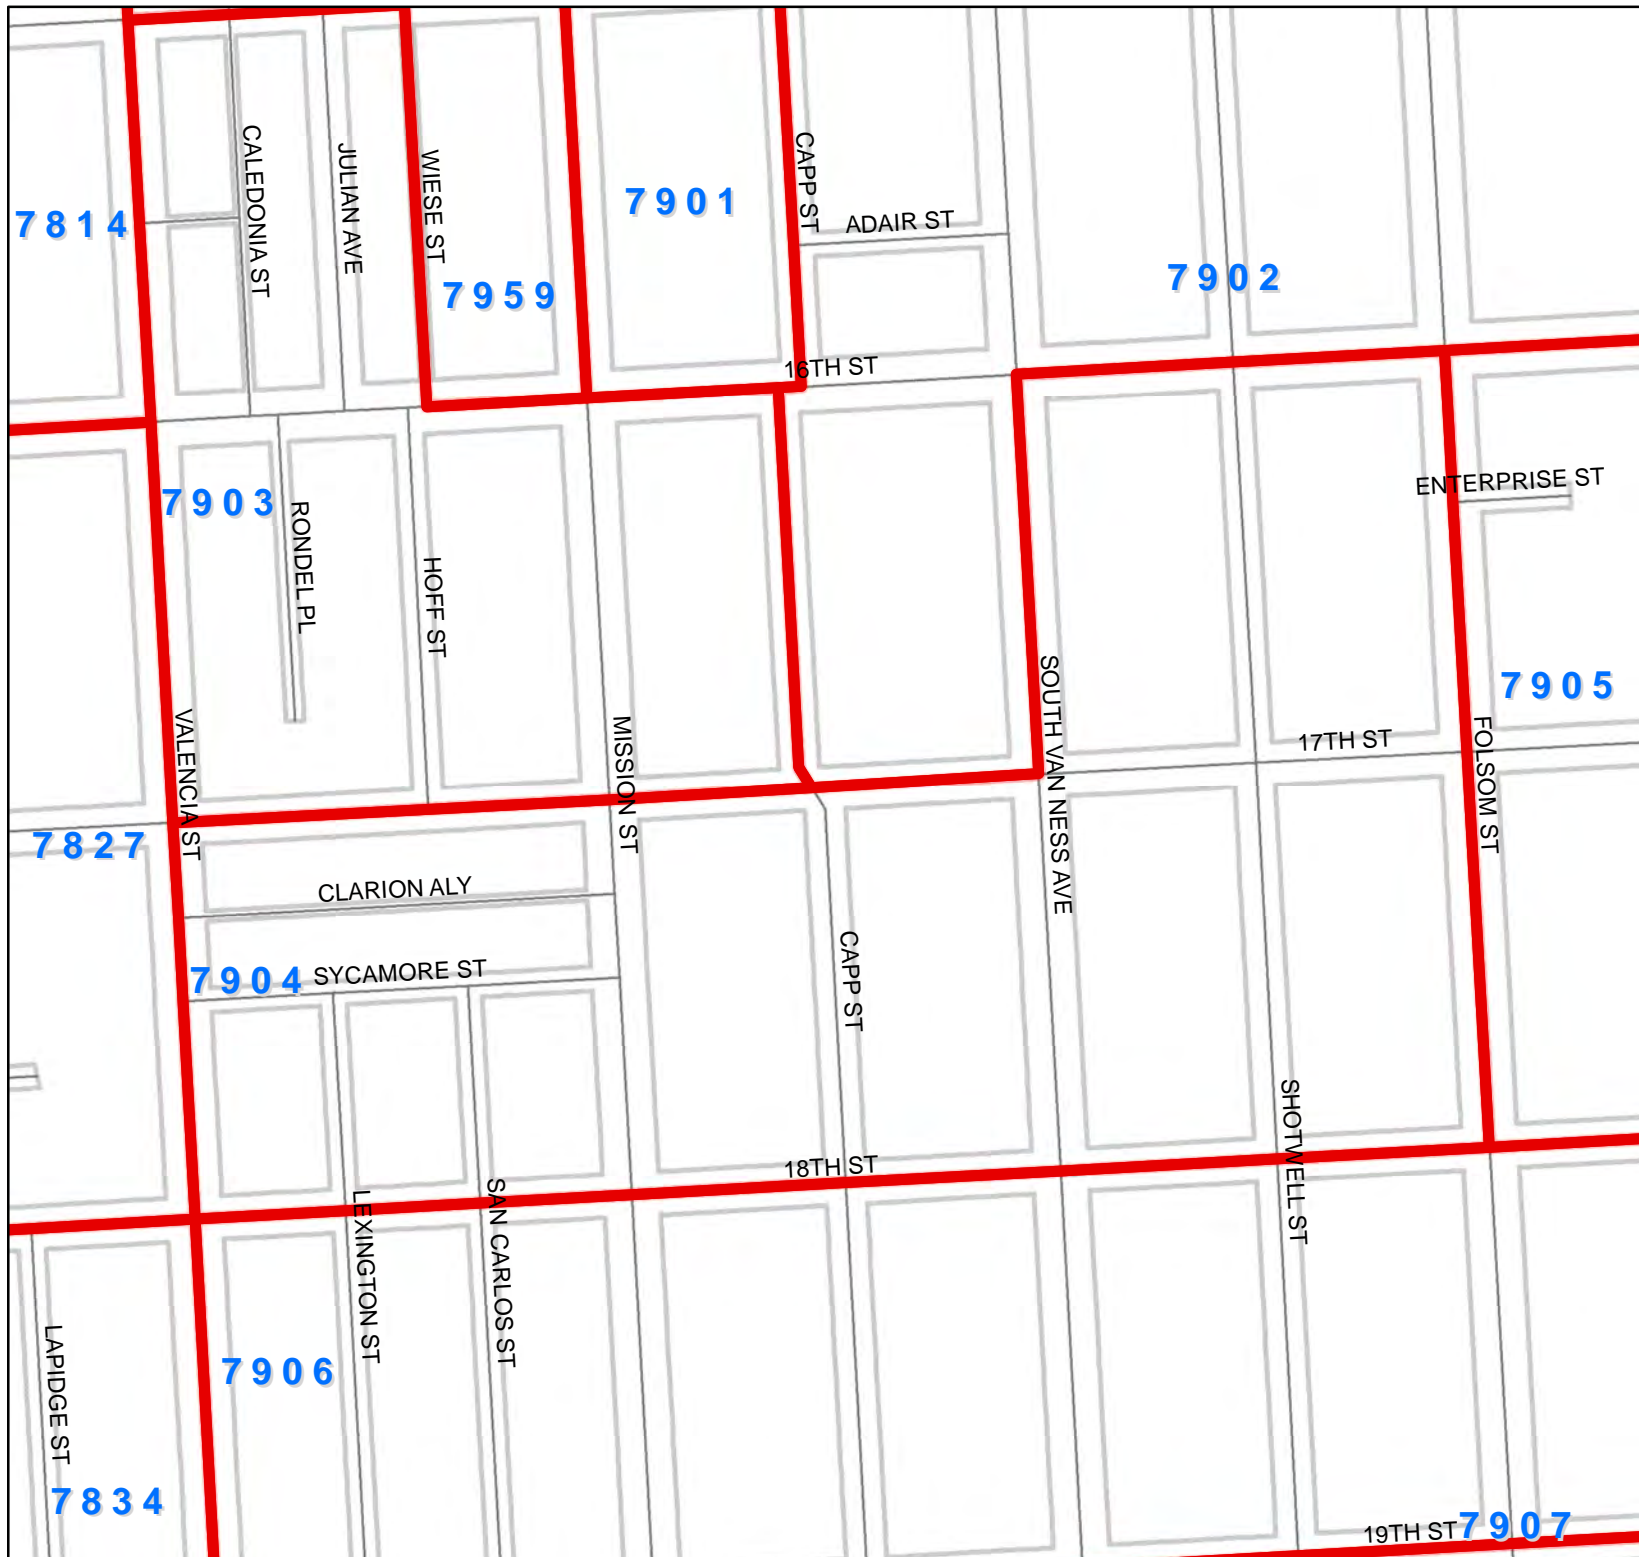 CALEDONIA ST
JULIAN AVE
WIESE ST
CAPP ST
7901
ADAIR ST
7814
7902
7959
16TH ST
ENTERPRISE ST
7903
RONDEL PL
HOFF ST
7905
SOUTH VAN NESS AVE
VALENCIA ST
MISSION ST
FOLSOM ST
17TH ST
7827
CLARION ALY
CAPP ST
7904
SYCAMORE ST
SHOTWELL ST
18TH ST
LEXINGTON ST
SAN CARLOS ST
LAPIDGE ST
7906
7834
19TH ST
7907